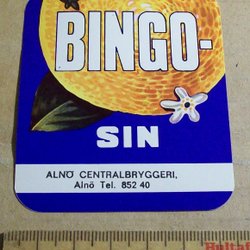 BINGO-
SIN
ALNÖ CENTRALBRYGGERI,
Alnö Tel. 852 40